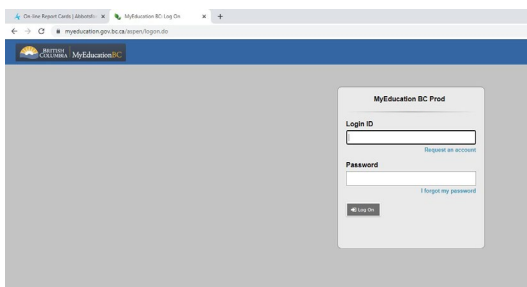 On-line Report Cards | Abbotsfo
MyEducation BC: Log On
myeducation.gov.bc.ca/aspen/logon.do
BRITISH
COLUMBIA MyEducationBC
MyEducation BC Prod
Login ID
Request an account
Password
I forgot my password
Log On